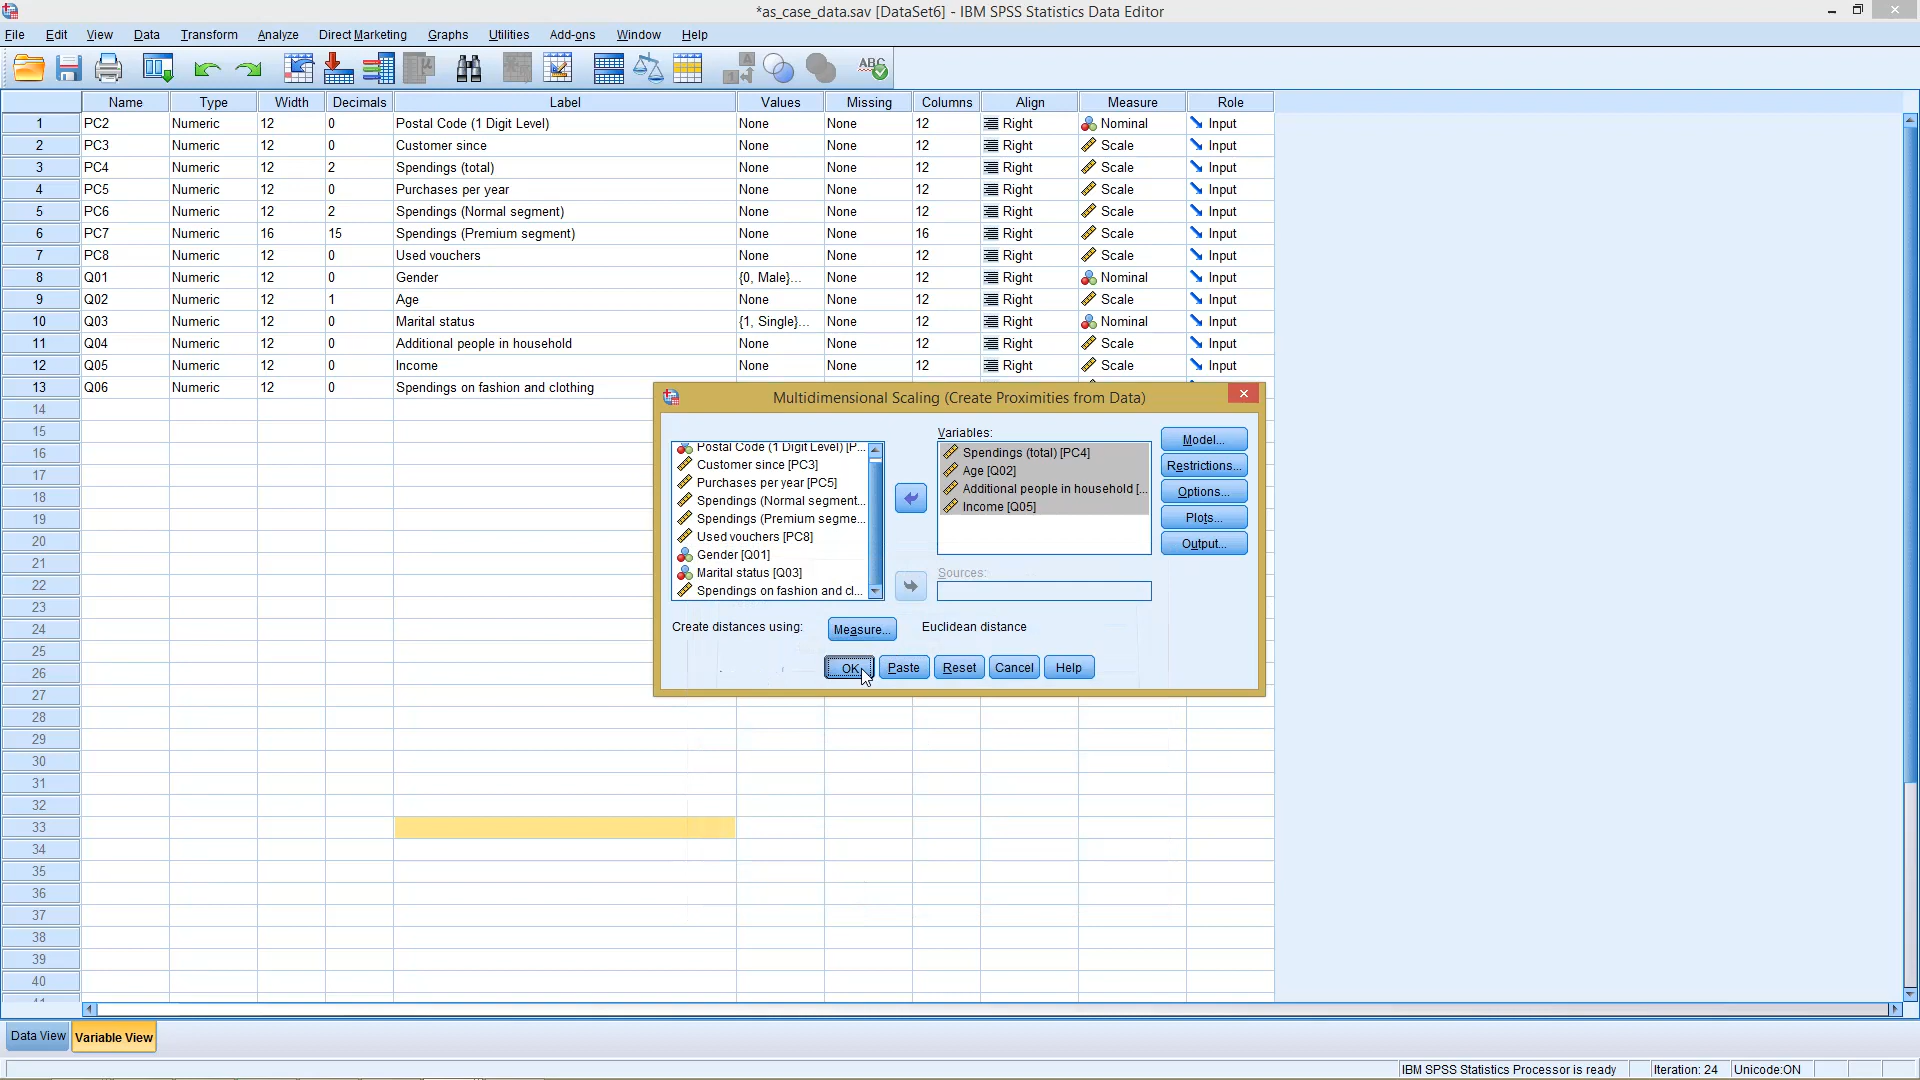 *as_case_data.sav [DataSet6] - IBM SPSS Statistics Data Editor
File Edit View Data Transform Analyze Direct Marketing Graphs Utilities Add-ons Window Help
Name Type Width Decimals Label Values Missing Columns Align Measure Role
1 PC2 Numeric 12 0 Postal Code (1 Digit Level) None None 12 Right Nominal Input
2 PC3 Numeric 12 0 Customer since None None 12 Right Scale Input
3 PC4 Numeric 12 2 Spendings (total) None None 12 Right Scale Input
4 PC5 Numeric 12 0 Purchases per year None None 12 Right Scale Input
5 PC6 Numeric 12 2 Spendings (Normal segment) None None 12 Right Scale Input
6 PC7 Numeric 16 15 Spendings (Premium segment) None None 16 Right Scale Input
7 PC8 Numeric 12 0 Used vouchers None None 12 Right Scale Input
8 Q01 Numeric 12 0 Gender {0, Male}... None 12 Right Nominal Input
9 Q02 Numeric 12 1 Age None None 12 Right Scale Input
10 Q03 Numeric 12 0 Marital status {1, Single}... None 12 Right Nominal Input
11 Q04 Numeric 12 0 Additional people in household None None 12 Right Scale Input
12 Q05 Numeric 12 0 Income None None 12 Right Scale Input
13 Q06 Numeric 12 0 Spendings on fashion and clothing
14
15
16
17
18
19
20
21
22
23
24
25
26
27
28
29
30
31
32
33
34
35
36
37
38
39
40
41
Multidimensional Scaling (Create Proximities from Data)
Postal Code (1 Digit Level) [P...
Customer since [PC3]
Purchases per year [PC5]
Spendings (Normal segment...
Spendings (Premium segme...
Used vouchers [PC8]
Gender [Q01]
Marital status [Q03]
Spendings on fashion and cl...
Variables:
Spendings (total) [PC4]
Age [Q02]
Additional people in household [...
Income [Q05]
Sources:
Model...
Restrictions...
Options...
Plots...
Output...
Create distances using: Measure... Euclidean distance
OK Paste Reset Cancel Help
Data View Variable View
IBM SPSS Statistics Processor is ready Iteration: 24 Unicode:ON